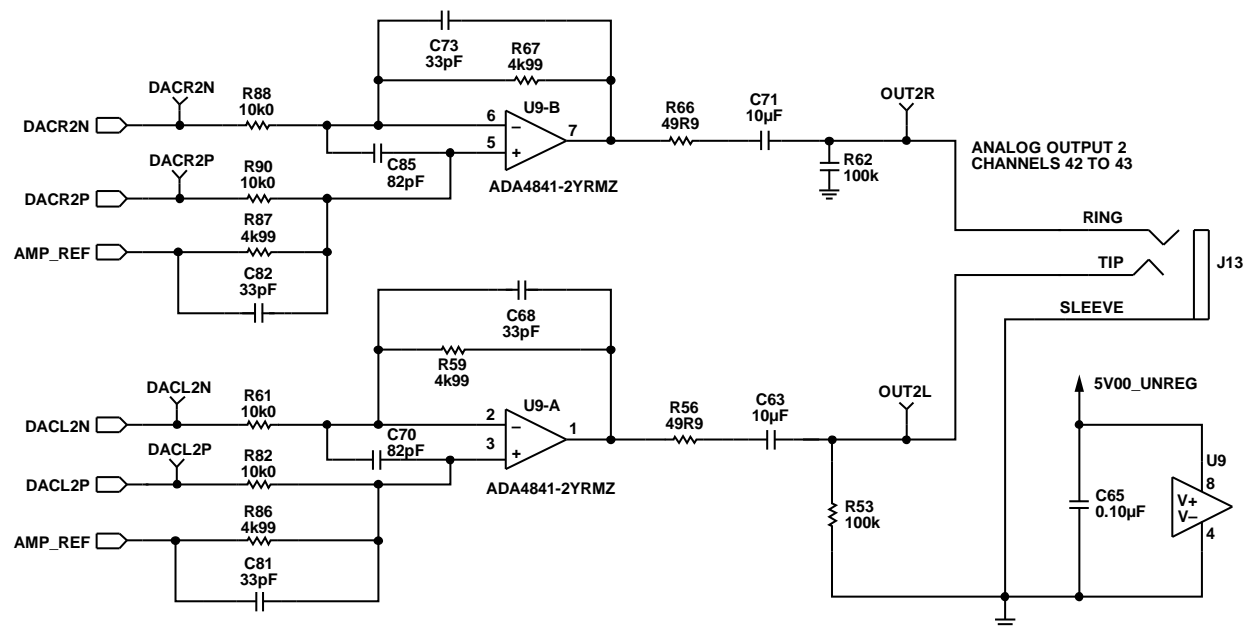 C73
33pF
R67
4k99
DACR2N
R88
10k0
DACR2N
6
–
U9-B
7
5
+
C85
82pF
ADA4841-2YRMZ
R66
49R9
C71
10µF
OUT2R
R62
100k
ANALOG OUTPUT 2
CHANNELS 42 TO 43
DACR2P
R90
10k0
DACR2P
R87
4k99
AMP_REF
C82
33pF
RING
TIP
J13
SLEEVE
C68
33pF
R59
4k99
DACL2N
R61
10k0
DACL2N
2
–
U9-A
1
3
+
C70
82pF
ADA4841-2YRMZ
R56
49R9
C63
10µF
OUT2L
R53
100k
DACL2P
R82
10k0
DACL2P
R86
4k99
AMP_REF
C81
33pF
5V00_UNREG
U9
8
V+
V–
4
C65
0.10µF